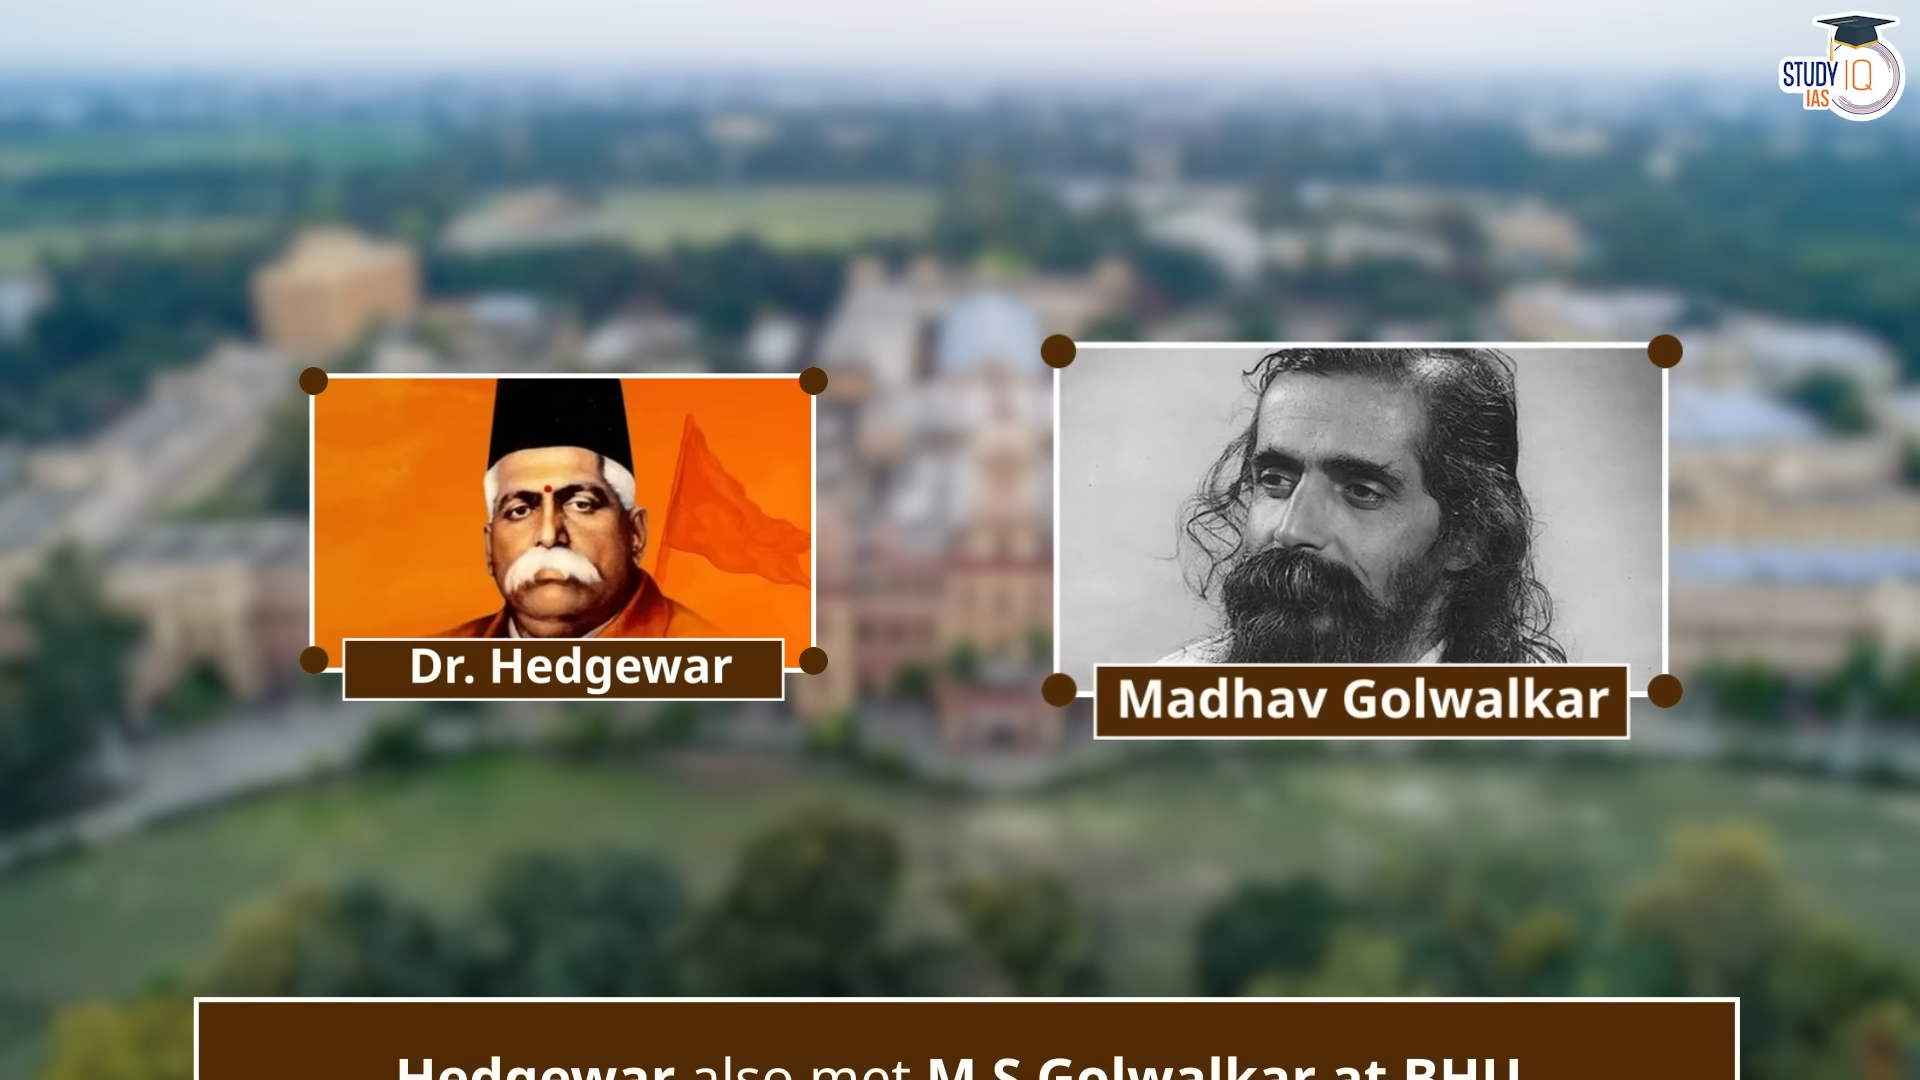 STUDY IQ
IAS
Dr. Hedgewar
Madhav Golwalkar
Hedgewar also met M S Golwalkar at BHU